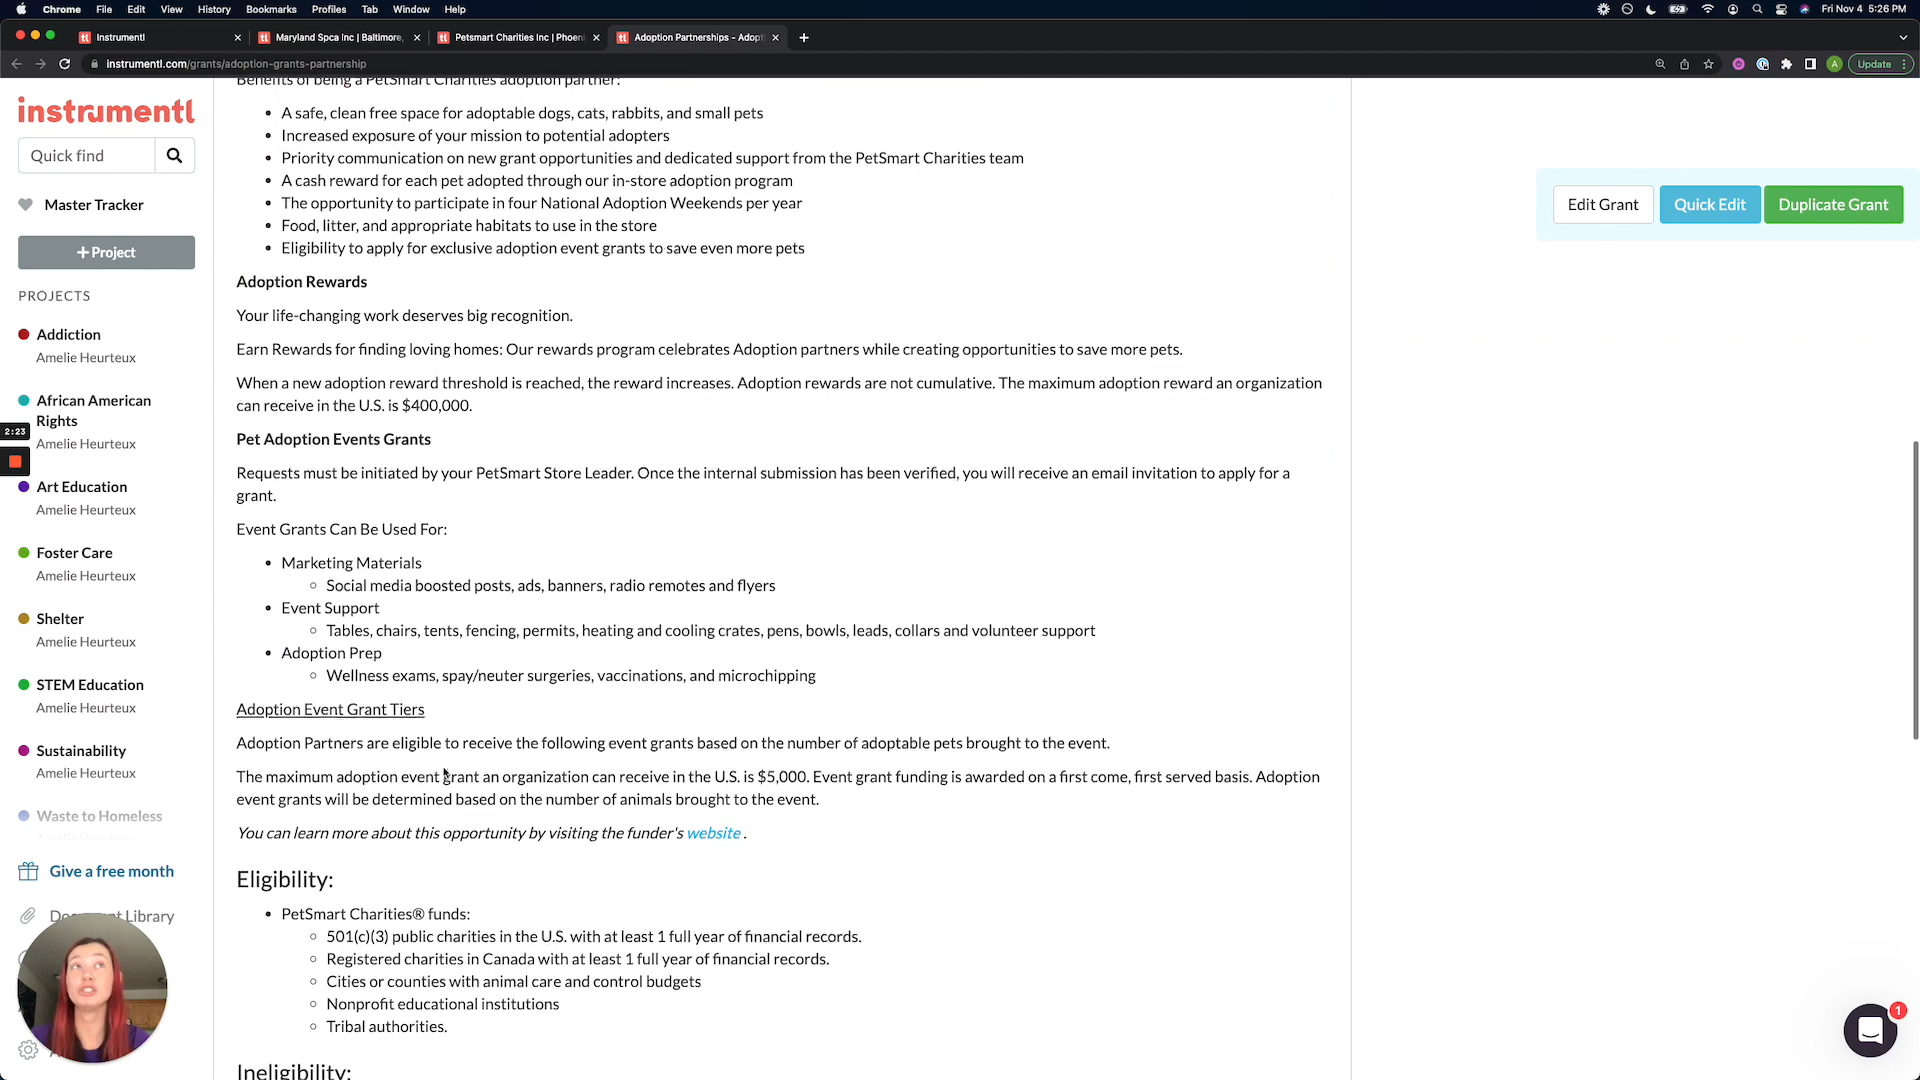 Chrome File Edit View History Bookmarks Profiles Tab Window Help
Fri Nov 4 5:26 PM
Instrumentl
Maryland Spca Inc | Baltimore,
Petsmart Charities Inc | Phoeni
Adoption Partnerships - Adopt
instrumentl.com/grants/adoption-grants-partnership
A
Update
instrumentl
Quick find
Master Tracker
+ Project
PROJECTS
Addiction
Amelie Heurteux
African American
Rights
Amelie Heurteux
2:23
Art Education
Amelie Heurteux
Foster Care
Amelie Heurteux
Shelter
Amelie Heurteux
STEM Education
Amelie Heurteux
Sustainability
Amelie Heurteux
Waste to Homeless
Give a free month
Library
Benefits of being a PetSmart Charities adoption partner:
• A safe, clean free space for adoptable dogs, cats, rabbits, and small pets
• Increased exposure of your mission to potential adopters
• Priority communication on new grant opportunities and dedicated support from the PetSmart Charities team
• A cash reward for each pet adopted through our in-store adoption program
• The opportunity to participate in four National Adoption Weekends per year
• Food, litter, and appropriate habitats to use in the store
• Eligibility to apply for exclusive adoption event grants to save even more pets
Adoption Rewards
Your life-changing work deserves big recognition.
Earn Rewards for finding loving homes: Our rewards program celebrates Adoption partners while creating opportunities to save more pets.
When a new adoption reward threshold is reached, the reward increases. Adoption rewards are not cumulative. The maximum adoption reward an organization
can receive in the U.S. is $400,000.
Pet Adoption Events Grants
Requests must be initiated by your PetSmart Store Leader. Once the internal submission has been verified, you will receive an email invitation to apply for a
grant.
Event Grants Can Be Used For:
• Marketing Materials
○ Social media boosted posts, ads, banners, radio remotes and flyers
• Event Support
○ Tables, chairs, tents, fencing, permits, heating and cooling crates, pens, bowls, leads, collars and volunteer support
• Adoption Prep
○ Wellness exams, spay/neuter surgeries, vaccinations, and microchipping
Adoption Event Grant Tiers
Adoption Partners are eligible to receive the following event grants based on the number of adoptable pets brought to the event.
The maximum adoption event grant an organization can receive in the U.S. is $5,000. Event grant funding is awarded on a first come, first served basis. Adoption
event grants will be determined based on the number of animals brought to the event.
You can learn more about this opportunity by visiting the funder's website .
Eligibility:
• PetSmart Charities® funds:
○ 501(c)(3) public charities in the U.S. with at least 1 full year of financial records.
○ Registered charities in Canada with at least 1 full year of financial records.
○ Cities or counties with animal care and control budgets
○ Nonprofit educational institutions
○ Tribal authorities.
Ineligibility:
Edit Grant
Quick Edit
Duplicate Grant
1